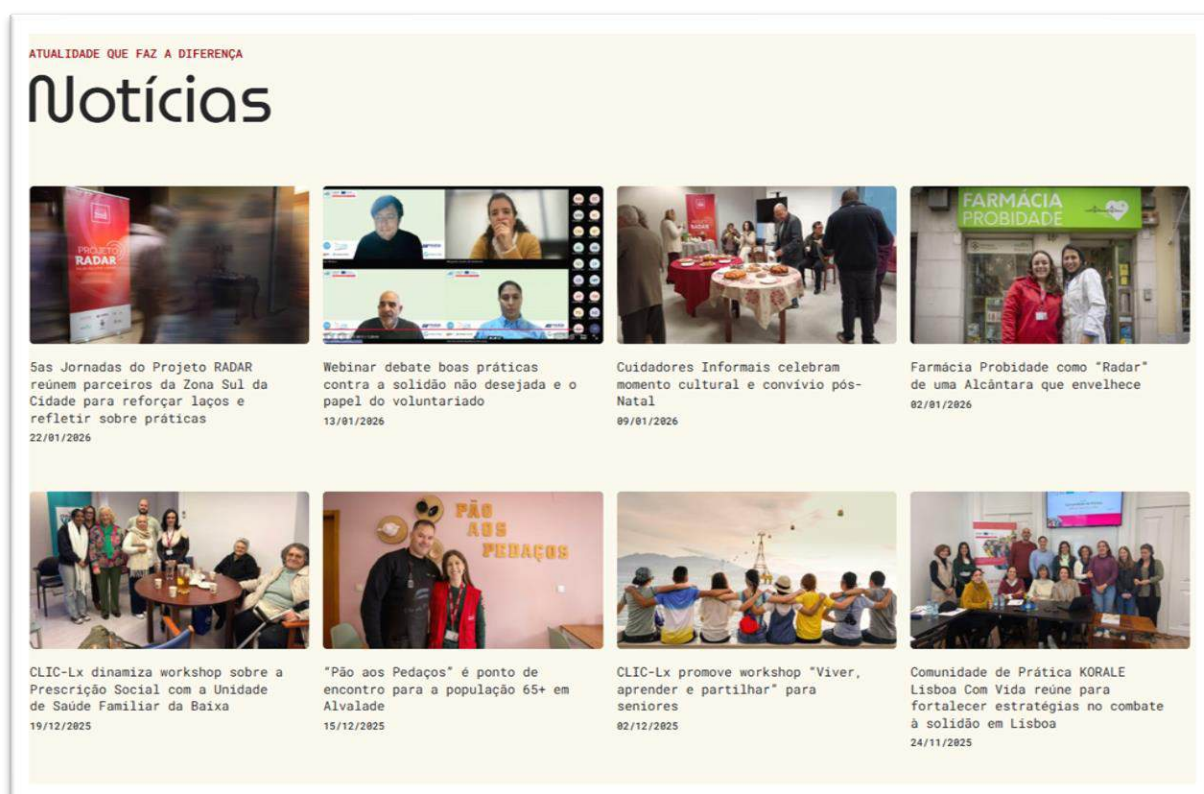 ATUALIDADE QUE FAZ A DIFERENÇA
Notícias
PROJETO
RADAR
FARMÁCIA
PROBIDADE
5as Jornadas do Projeto RADAR
reúnem parceiros da Zona Sul da
Cidade para reforçar laços e
refletir sobre práticas
22/01/2026
Webinar debate boas práticas
contra a solidão não desejada e o
papel do voluntariado
13/01/2026
Cuidadores Informais celebram
momento cultural e convívio pós-
Natal
09/01/2026
Farmácia Probidade como “Radar”
de uma Alcântara que envelhece
02/01/2026
PÃO
AOS
PEDAÇOS
CLIC-Lx dinamiza workshop sobre a
Prescrição Social com a Unidade
de Saúde Familiar da Baixa
19/12/2025
“Pão aos Pedaços” é ponto de
encontro para a população 65+ em
Alvalade
15/12/2025
CLIC-Lx promove workshop “Viver,
aprender e partilhar” para
seniores
02/12/2025
Comunidade de Prática KORALE
Lisboa Com Vida reúne para
fortalecer estratégias no combate
à solidão em Lisboa
24/11/2025